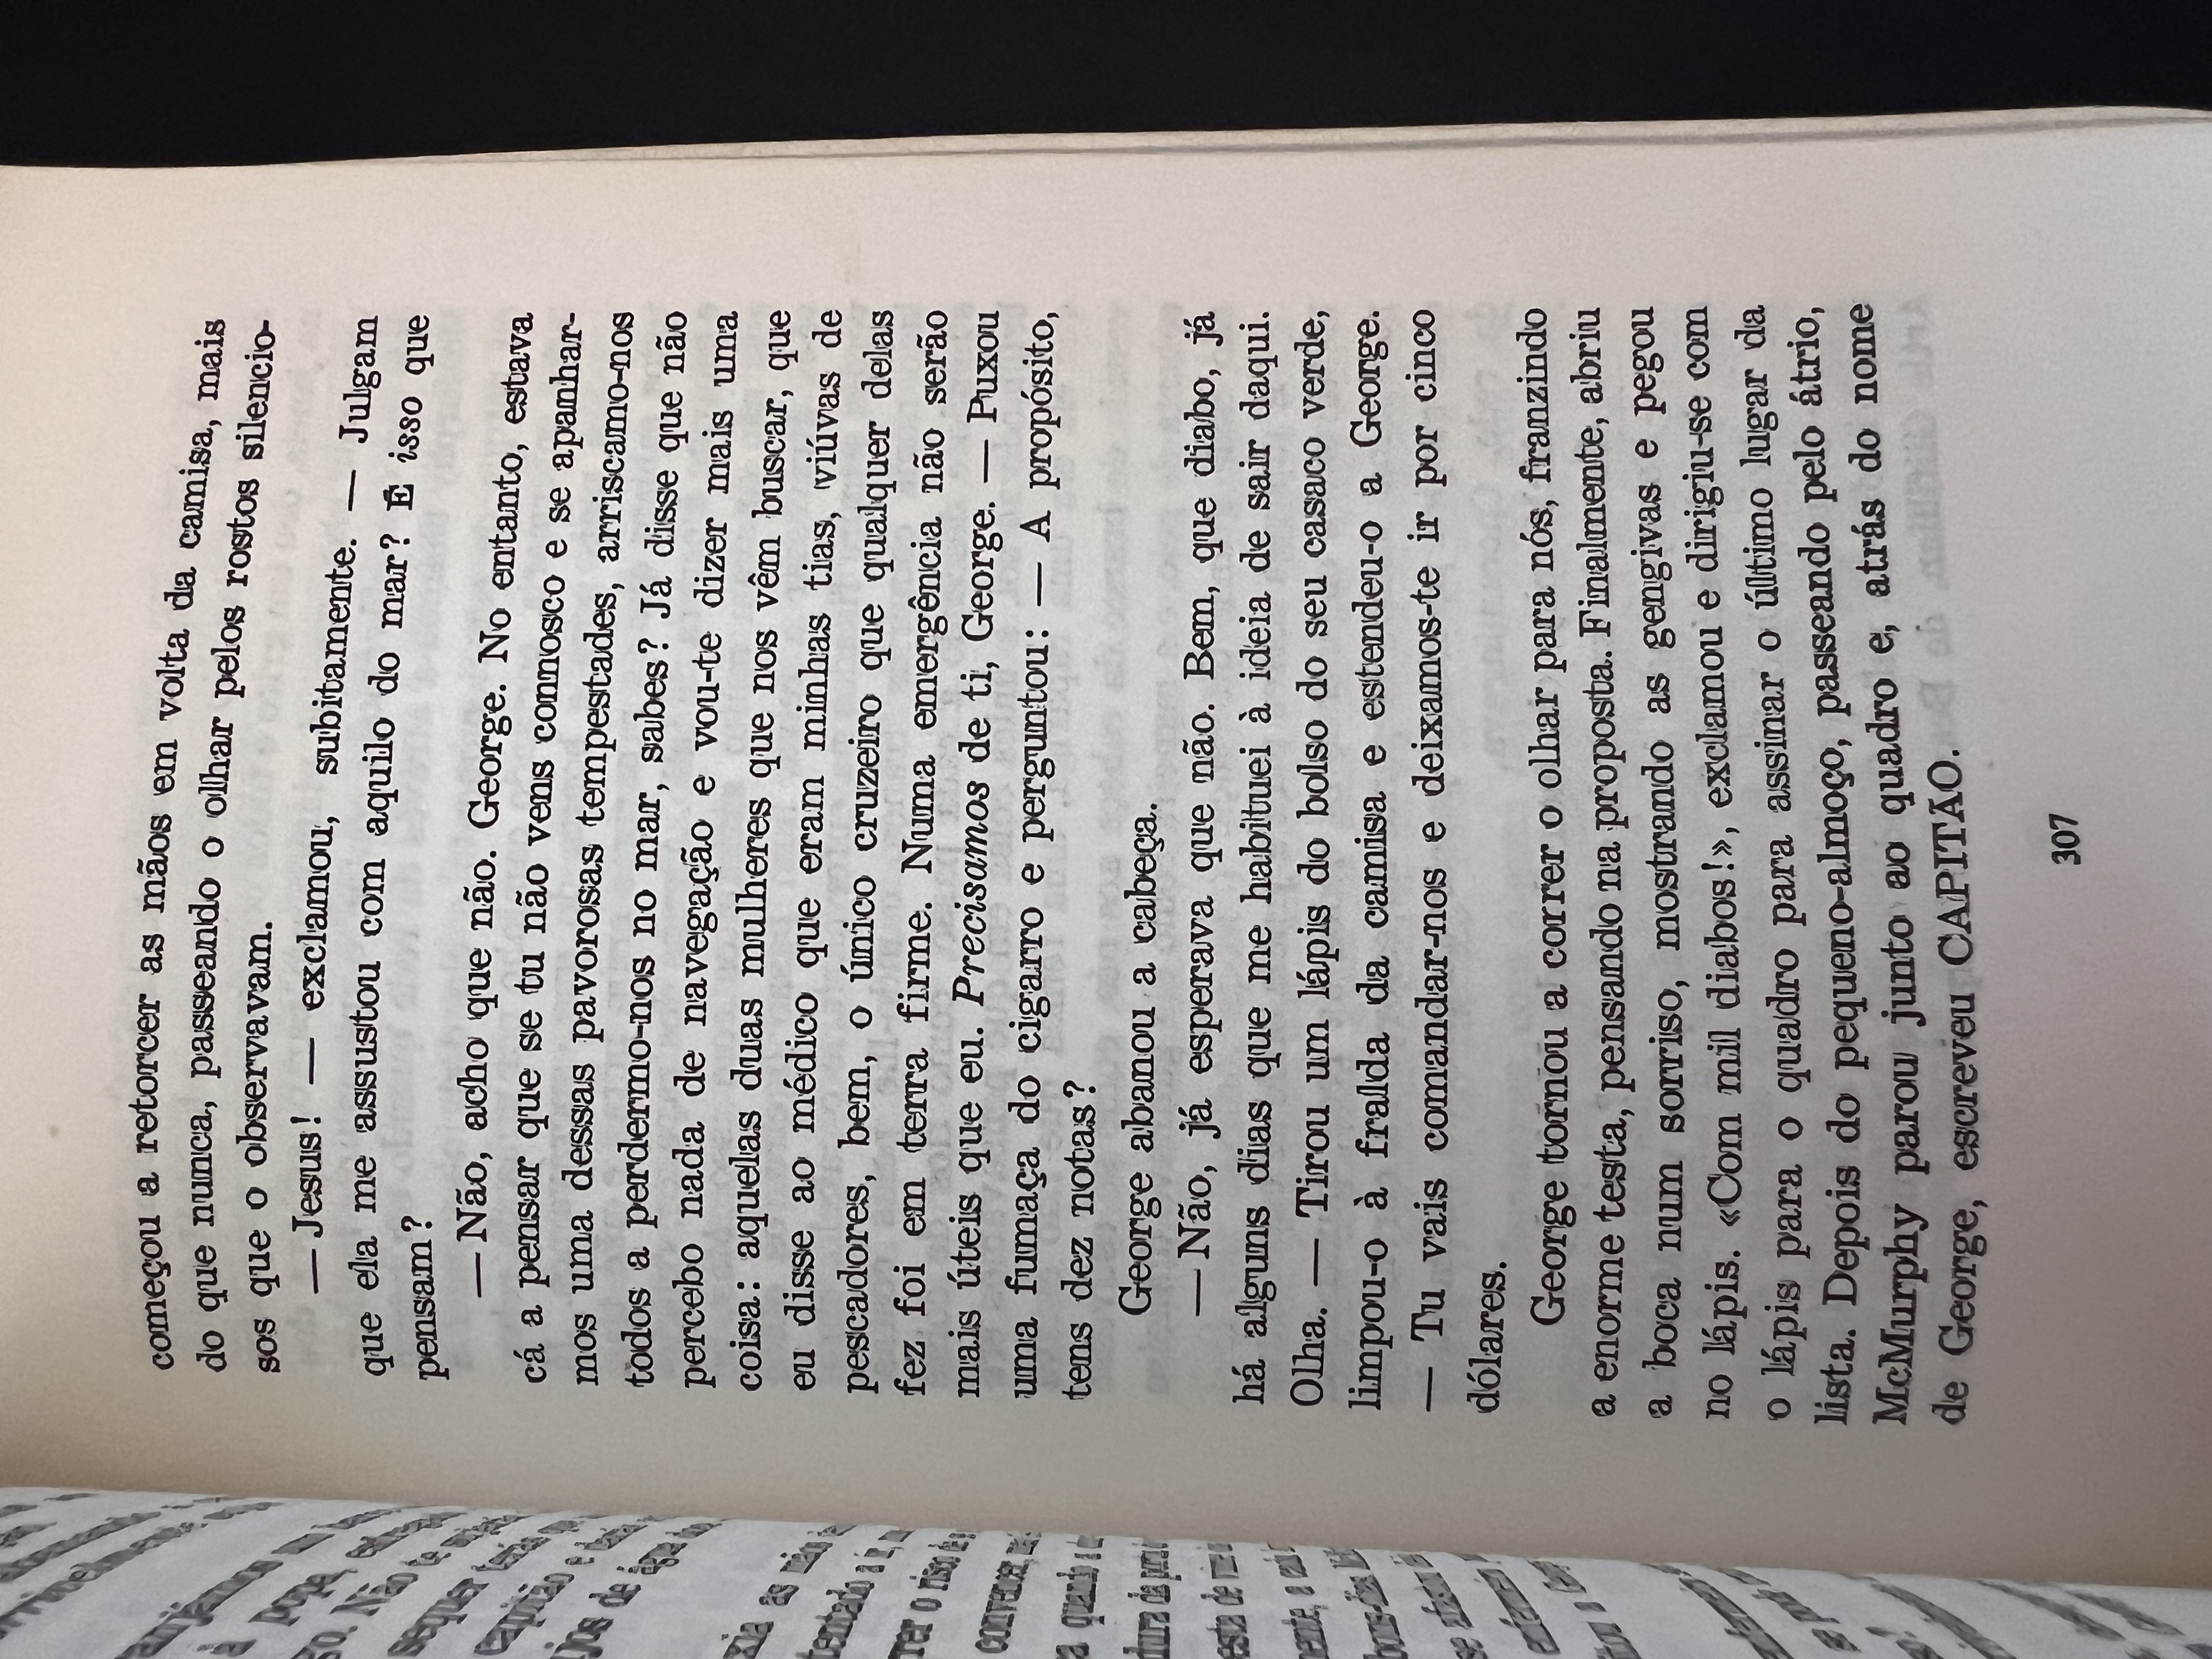 começou a retorcer as mãos em volta da camisa, mais
do que nunca, passeando o olhar pelos rostos silencio-
sos que o observavam.
— Jesus! — exclamou, subitamente. — Julgam
que ela me assustou com aquilo do mar? É isso que
pensam?
— Não, acho que não. George. No entanto, estava
cá a pensar que se tu não vens connosco e se apanhar-
mos uma dessas pavorosas tempestades, arriscamo-nos
todos a perdermo-nos no mar, sabes? Já disse que não
percebo nada de navegação e vou-te dizer mais uma
coisa: aquelas duas mulheres que nos vêm buscar, que
eu disse ao médico que eram minhas tias, viúvas de
pescadores, bem, o único cruzeiro que qualquer delas
fez foi em terra firme. Numa emergência não serão
mais úteis que eu. Precisamos de ti, George. — Puxou
uma fumaça do cigarro e perguntou: — A propósito,
tens dez notas?
George abanou a cabeça.
— Não, já esperava que não. Bem, que diabo, já
há alguns dias que me habituei à ideia de sair daqui.
Olha. — Tirou um lápis do bolso do seu casaco verde,
limpou-o à fralda da camisa e estendeu-o a George.
— Tu vais comandar-nos e deixamos-te ir por cinco
dólares.
George tornou a correr o olhar para nós, franzindo
a enorme testa, pensando na proposta. Finalmente, abriu
a boca num sorriso, mostrando as gengivas e pegou
no lápis. «Com mil diabos!», exclamou e dirigiu-se com
o lápis para o quadro para assinar o último lugar da
lista. Depois do pequeno-almoço, passeando pelo átrio,
McMurphy parou junto ao quadro e, atrás do nome
de George, escreveu CAPITÃO.
307